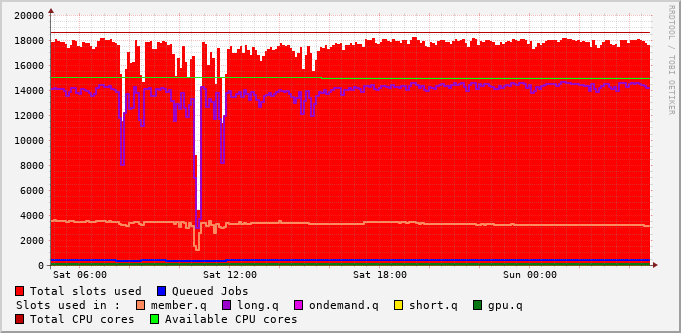 20000
18000
16000
14000
12000
10000
8000
6000
4000
2000
0
Sat 06:00 Sat 12:00 Sat 18:00 Sun 00:00
RRDTOOL / TOBI OETIKER
Total slots used Queued Jobs
Slots used in : member.q long.q ondemand.q short.q gpu.q
Total CPU cores Available CPU cores